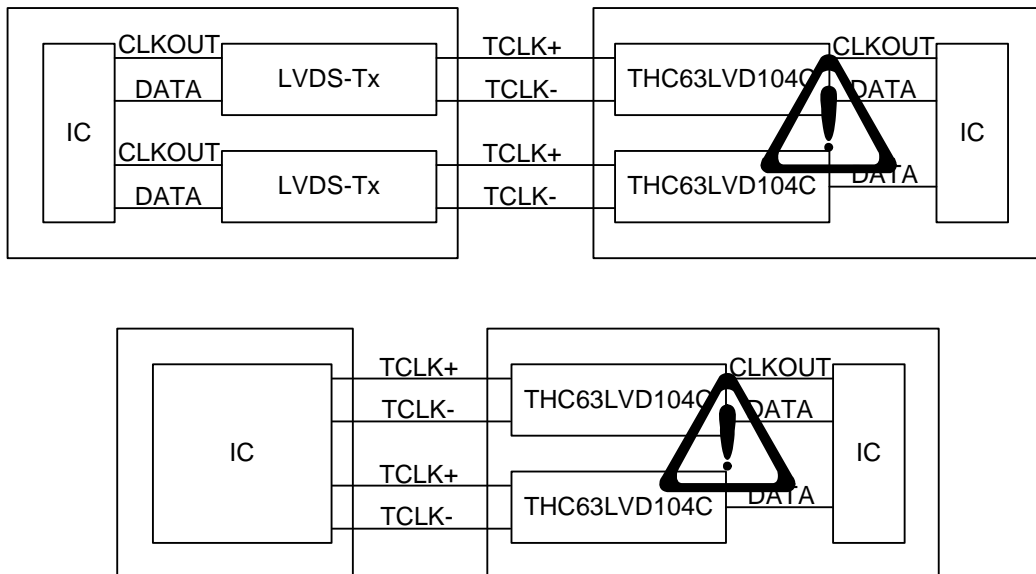 CLKOUT TCLK+ CLKOUT
LVDS-Tx THC63LVD104C
DATA TCLK- DATA
IC IC
CLKOUT TCLK+
LVDS-Tx THC63LVD104C DATA
DATA TCLK-
TCLK+ CLKOUT
THC63LVD104C
TCLK- DATA
IC IC
TCLK+
THC63LVD104C DATA
TCLK-